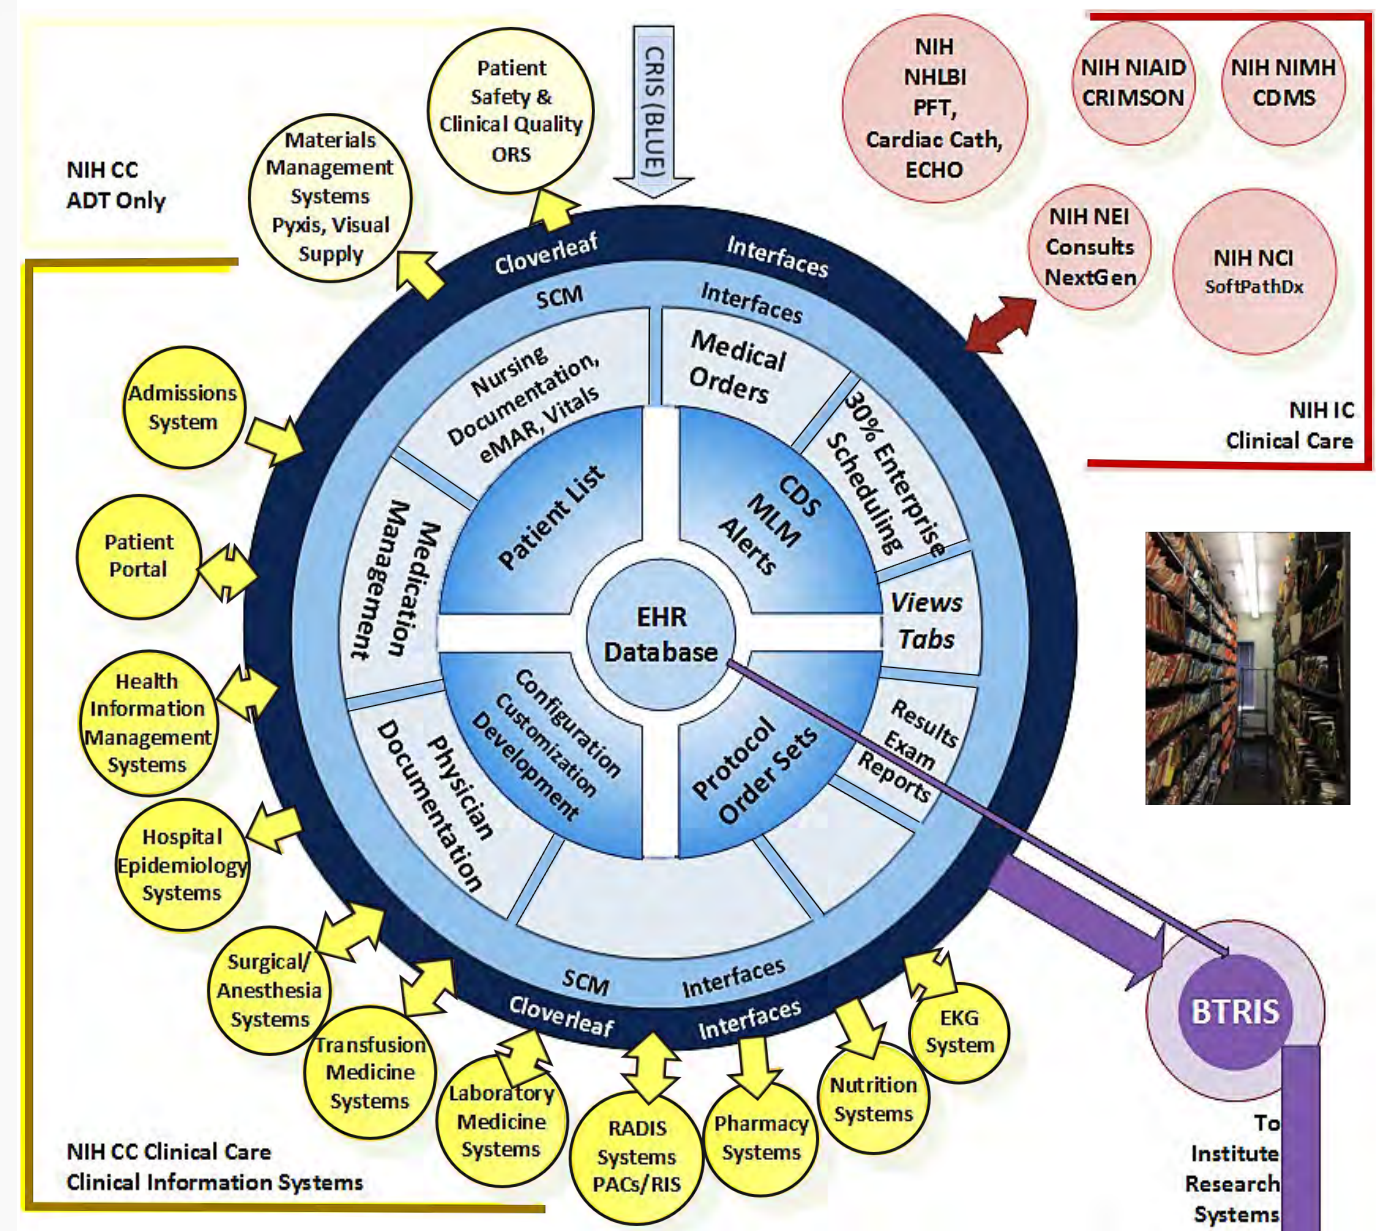 Patient
Safety &
Clinical Quality
ORS
CRIS (BLUE)
NIH
NHLBI
PFT,
Cardiac Cath,
ECHO
NIH NIAID
CRIMSON
NIH NIMH
CDMS
Materials
Management
Systems
Pyxis, Visual
Supply
NIH CC
ADT Only
NIH NEI
Consults
NextGen
NIH NCI
SoftPathDx
NIH IC
Clinical Care
Cloverleaf
Interfaces
SCM
Interfaces
Nursing
Documentation,
eMAR, Vitals
Medical
Orders
30% Enterprise
Scheduling
Admissions
System
Patient List
CDS
MLM
Alerts
Medication
Management
Patient
Portal
EHR
Database
Views
Tabs
Health
Information
Management
Systems
Configuration
Customization
Development
Protocol
Order Sets
Results
Exam
Reports
Physician
Documentation
Hospital
Epidemiology
Systems
SCM
Interfaces
Cloverleaf
Interfaces
Surgical/
Anesthesia
Systems
Transfusion
Medicine
Systems
Laboratory
Medicine
Systems
RADIS
Systems
PACs/RIS
Pharmacy
Systems
Nutrition
Systems
EKG
System
BTRIS
To
Institute
Research
Systems
NIH CC Clinical Care
Clinical Information Systems